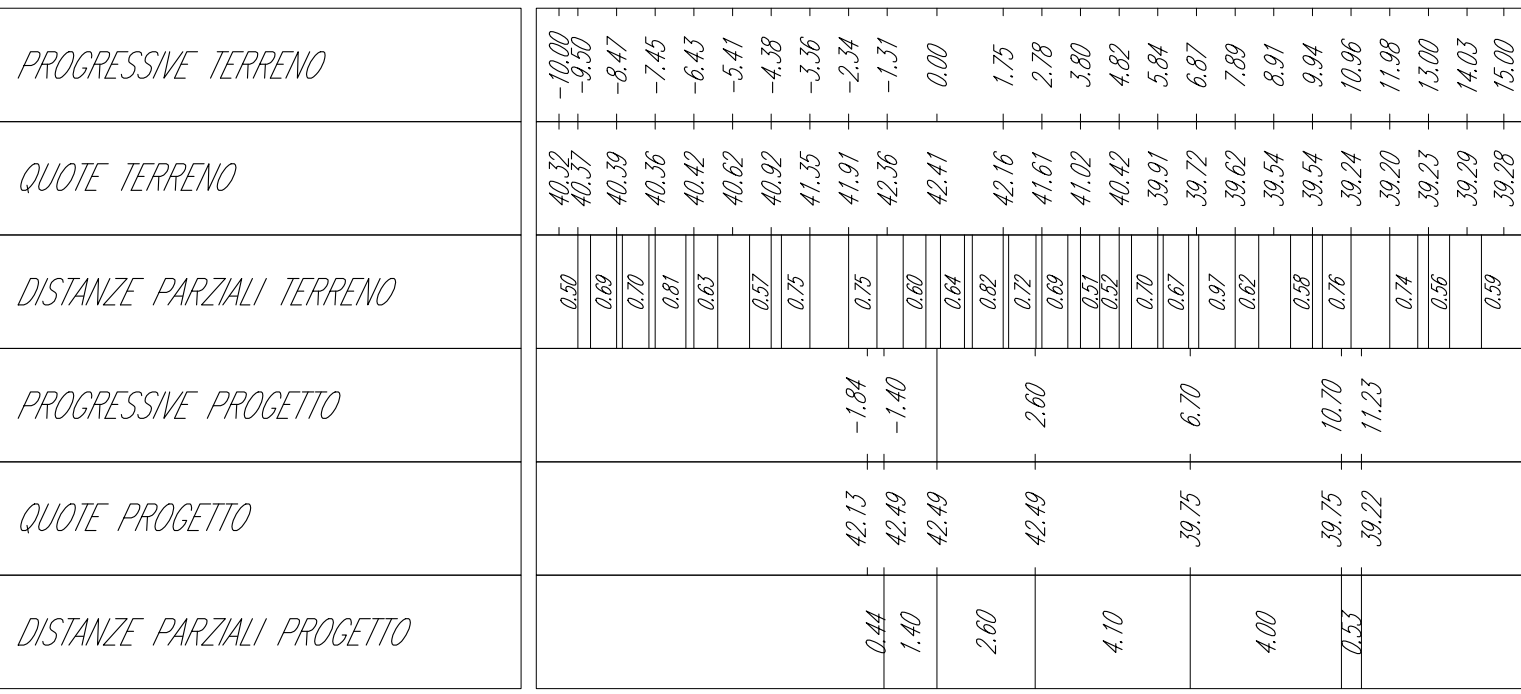 PROGRESSIVE TERRENO
-10.00 -9.50 -8.47 -7.45 -6.43 -5.41 -4.38 -3.36 -2.34 -1.31 0.00 1.75 2.78 3.80 4.82 5.84 6.87 7.89 8.91 9.94 10.96 11.98 13.00 14.03 15.00
QUOTE TERRENO
40.32 40.37 40.39 40.36 40.42 40.62 40.92 41.35 41.91 42.36 42.41 42.16 41.61 41.02 40.42 39.91 39.72 39.62 39.54 39.54 39.24 39.20 39.23 39.29 39.28
DISTANZE PARZIALI TERRENO
0.50 0.69 0.70 0.81 0.63 0.57 0.75 0.75 0.60 0.64 0.82 0.72 0.69 0.51 0.52 0.70 0.67 0.97 0.62 0.58 0.76 0.74 0.56 0.59
PROGRESSIVE PROGETTO
-1.84 -1.40 2.60 6.70 10.70 11.23
QUOTE PROGETTO
42.13 42.49 42.49 42.49 39.75 39.75 39.22
DISTANZE PARZIALI PROGETTO
0.44 1.40 2.60 4.10 4.00 0.53